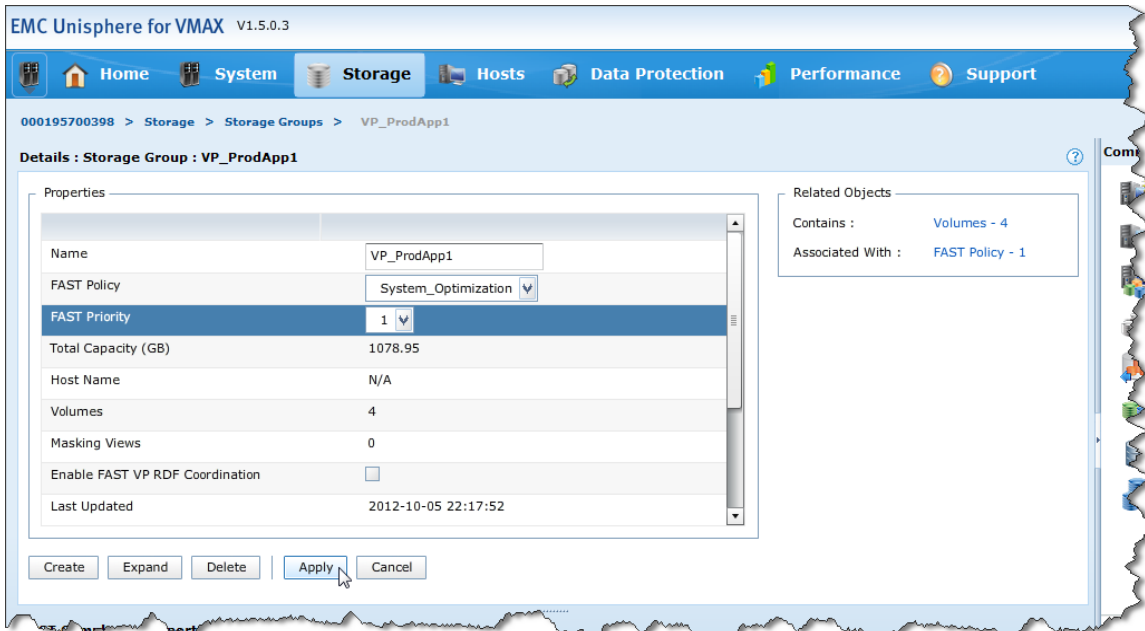 EMC Unisphere for VMAX V1.5.0.3
Home System Storage Hosts Data Protection Performance Support
000195700398 > Storage > Storage Groups > VP_ProdApp1
Details : Storage Group : VP_ProdApp1
Properties
Name VP_ProdApp1
FAST Policy System_Optimization
FAST Priority 1
Total Capacity (GB) 1078.95
Host Name N/A
Volumes 4
Masking Views 0
Enable FAST VP RDF Coordination
Last Updated 2012-10-05 22:17:52
Create Expand Delete Apply Cancel
Related Objects
Contains : Volumes - 4
Associated With : FAST Policy - 1